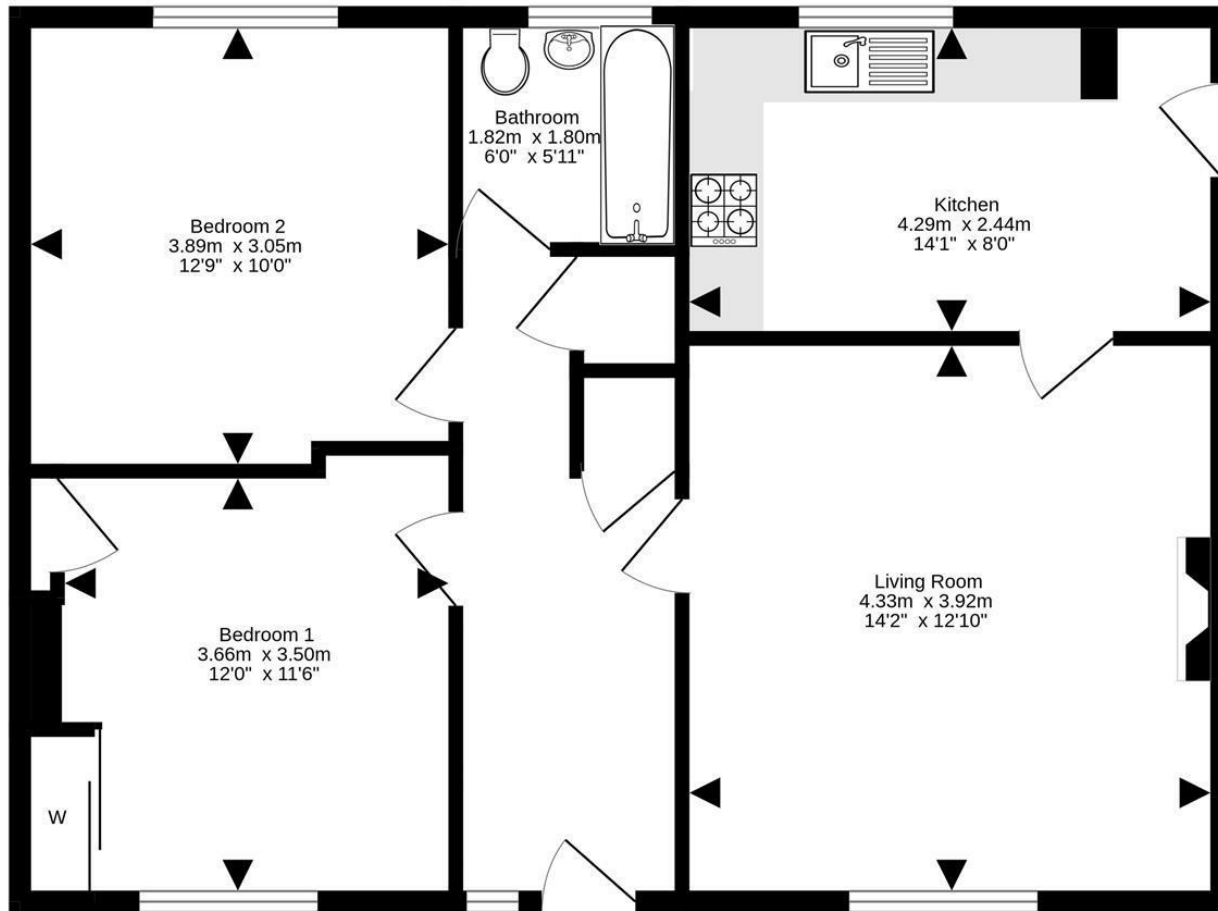 Bathroom
1.82m x 1.80m
6'0" x 5'11"
Bedroom 2
3.89m x 3.05m
12'9" x 10'0"
Kitchen
4.29m x 2.44m
14'1" x 8'0"
Living Room
4.33m x 3.92m
14'2" x 12'10"
Bedroom 1
3.66m x 3.50m
12'0" x 11'6"
W